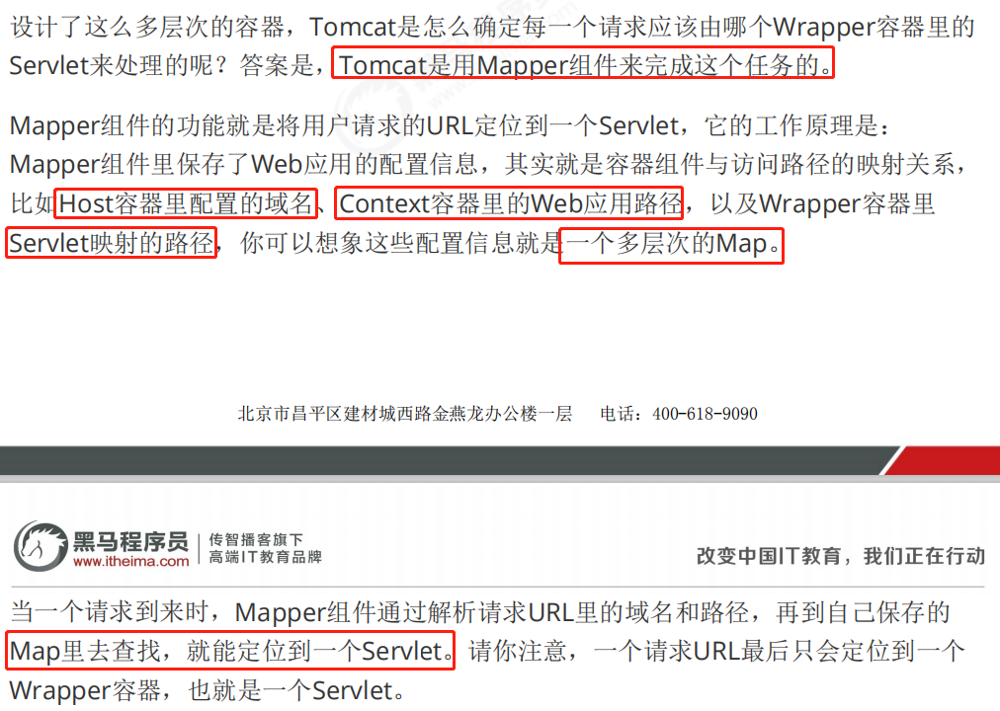 设计了这么多层次的容器，Tomcat是怎么确定每一个请求应该由哪个Wrapper容器里的
Servlet来处理的呢？答案是，Tomcat是用Mapper组件来完成这个任务的。
Mapper组件的功能就是将用户请求的URL定位到一个Servlet，它的工作原理是：
Mapper组件里保存了Web应用的配置信息，其实就是容器组件与访问路径的映射关系，
比如Host容器里配置的域名、Context容器里的Web应用路径，以及Wrapper容器里
Servlet映射的路径，你可以想象这些配置信息就是一个多层次的Map。
北京市昌平区建材城西路金燕龙办公楼一层 电话：400-618-9090
黑马程序员
www.itheima.com
传智播客旗下
高端IT教育品牌
改变中国IT教育，我们正在行动
当一个请求到来时，Mapper组件通过解析请求URL里的域名和路径，再到自己保存的
Map里去查找，就能定位到一个Servlet。请你注意，一个请求URL最后只会定位到一个
Wrapper容器，也就是一个Servlet。